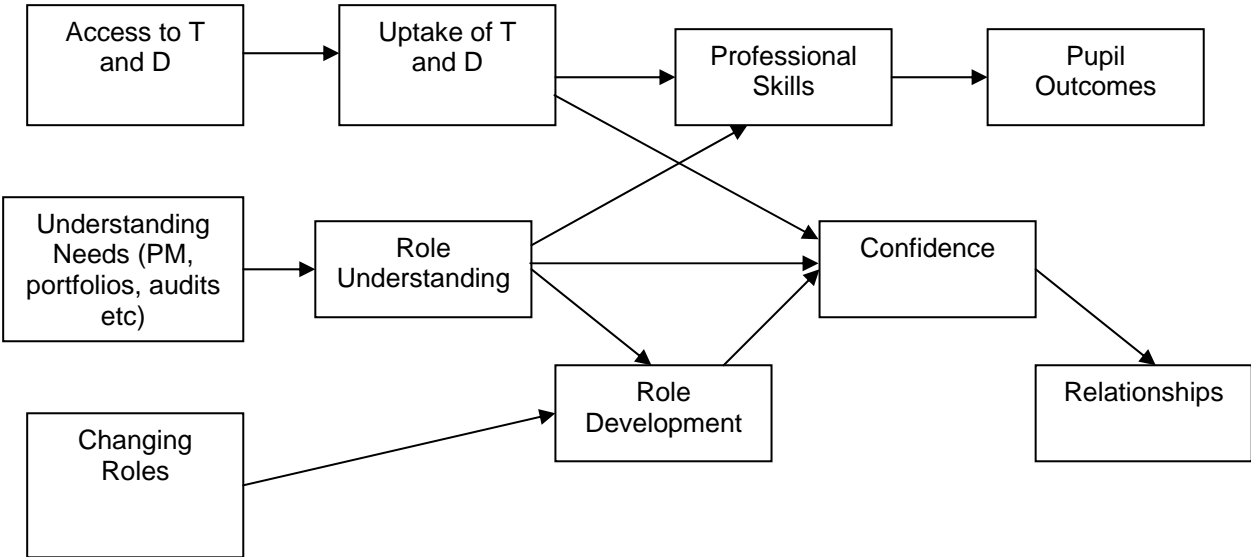 Access to T
and D
Uptake of T
and D
Professional
Skills
Pupil
Outcomes
Understanding
Needs (PM,
portfolios, audits
etc)
Role
Understanding
Confidence
Role
Development
Relationships
Changing
Roles